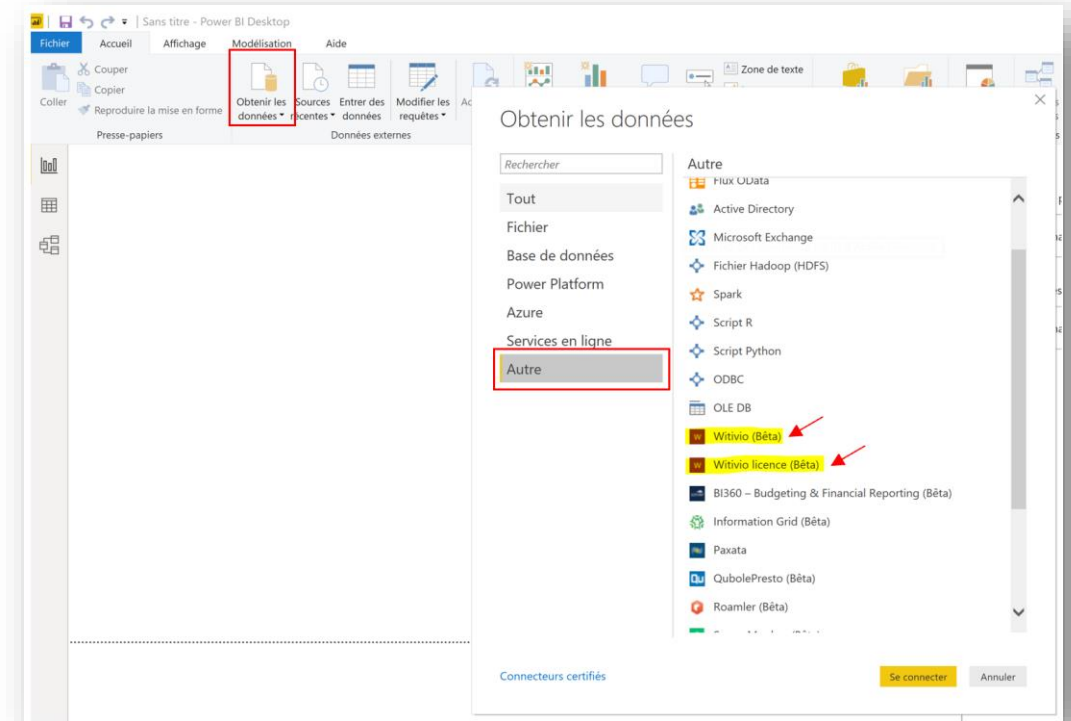 Sans titre - Power BI Desktop
Fichier Accueil Affichage Modélisation Aide
Coller
Couper
Copier
Reproduire la mise en forme
Presse-papiers
Obtenir les données
Sources récentes
Entrer des données
Modifier les requêtes
Données externes
Zone de texte
Obtenir les données
Rechercher
Tout
Fichier
Base de données
Power Platform
Azure
Services en ligne
Autre
Autre
Flux OData
Active Directory
Microsoft Exchange
Fichier Hadoop (HDFS)
Spark
Script R
Script Python
ODBC
OLE DB
Witivio (Bêta)
Witivio licence (Bêta)
BI360 – Budgeting & Financial Reporting (Bêta)
Information Grid (Bêta)
Paxata
QubolePresto (Bêta)
Roamler (Bêta)
Connecteurs certifiés
Se connecter
Annuler